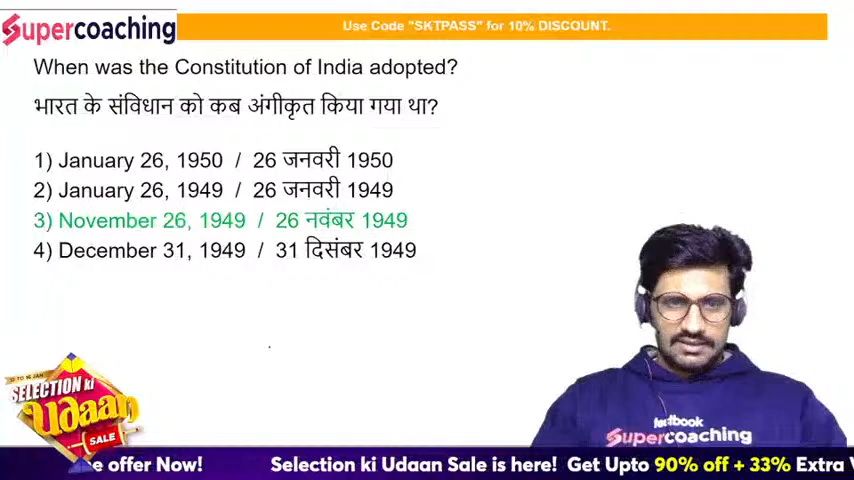 Supercoaching
Use Code "SKTPASS" for 10% DISCOUNT.
When was the Constitution of India adopted?
भारत के संविधान को कब अंगीकृत किया गया था?
1) January 26, 1950 / 26 जनवरी 1950
2) January 26, 1949 / 26 जनवरी 1949
3) November 26, 1949 / 26 नवंबर 1949
4) December 31, 1949 / 31 दिसंबर 1949
SELECTION ki
Udaan
SALE
testbook
Supercoaching
e offer Now! Selection ki Udaan Sale is here! Get Upto 90% off + 33% Extra V